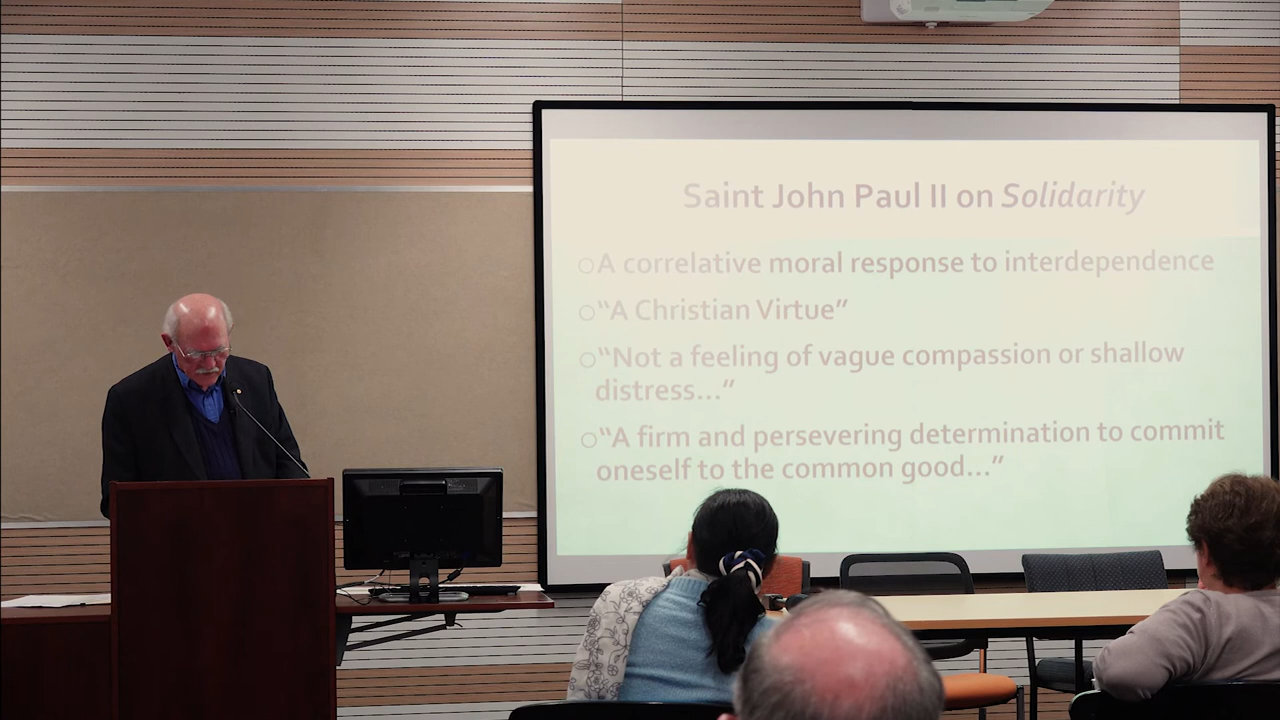 Saint John Paul II on Solidarity
○A correlative moral response to interdependence
○“A Christian Virtue”
○“Not a feeling of vague compassion or shallow
distress...”
○“A firm and persevering determination to commit
oneself to the common good...”